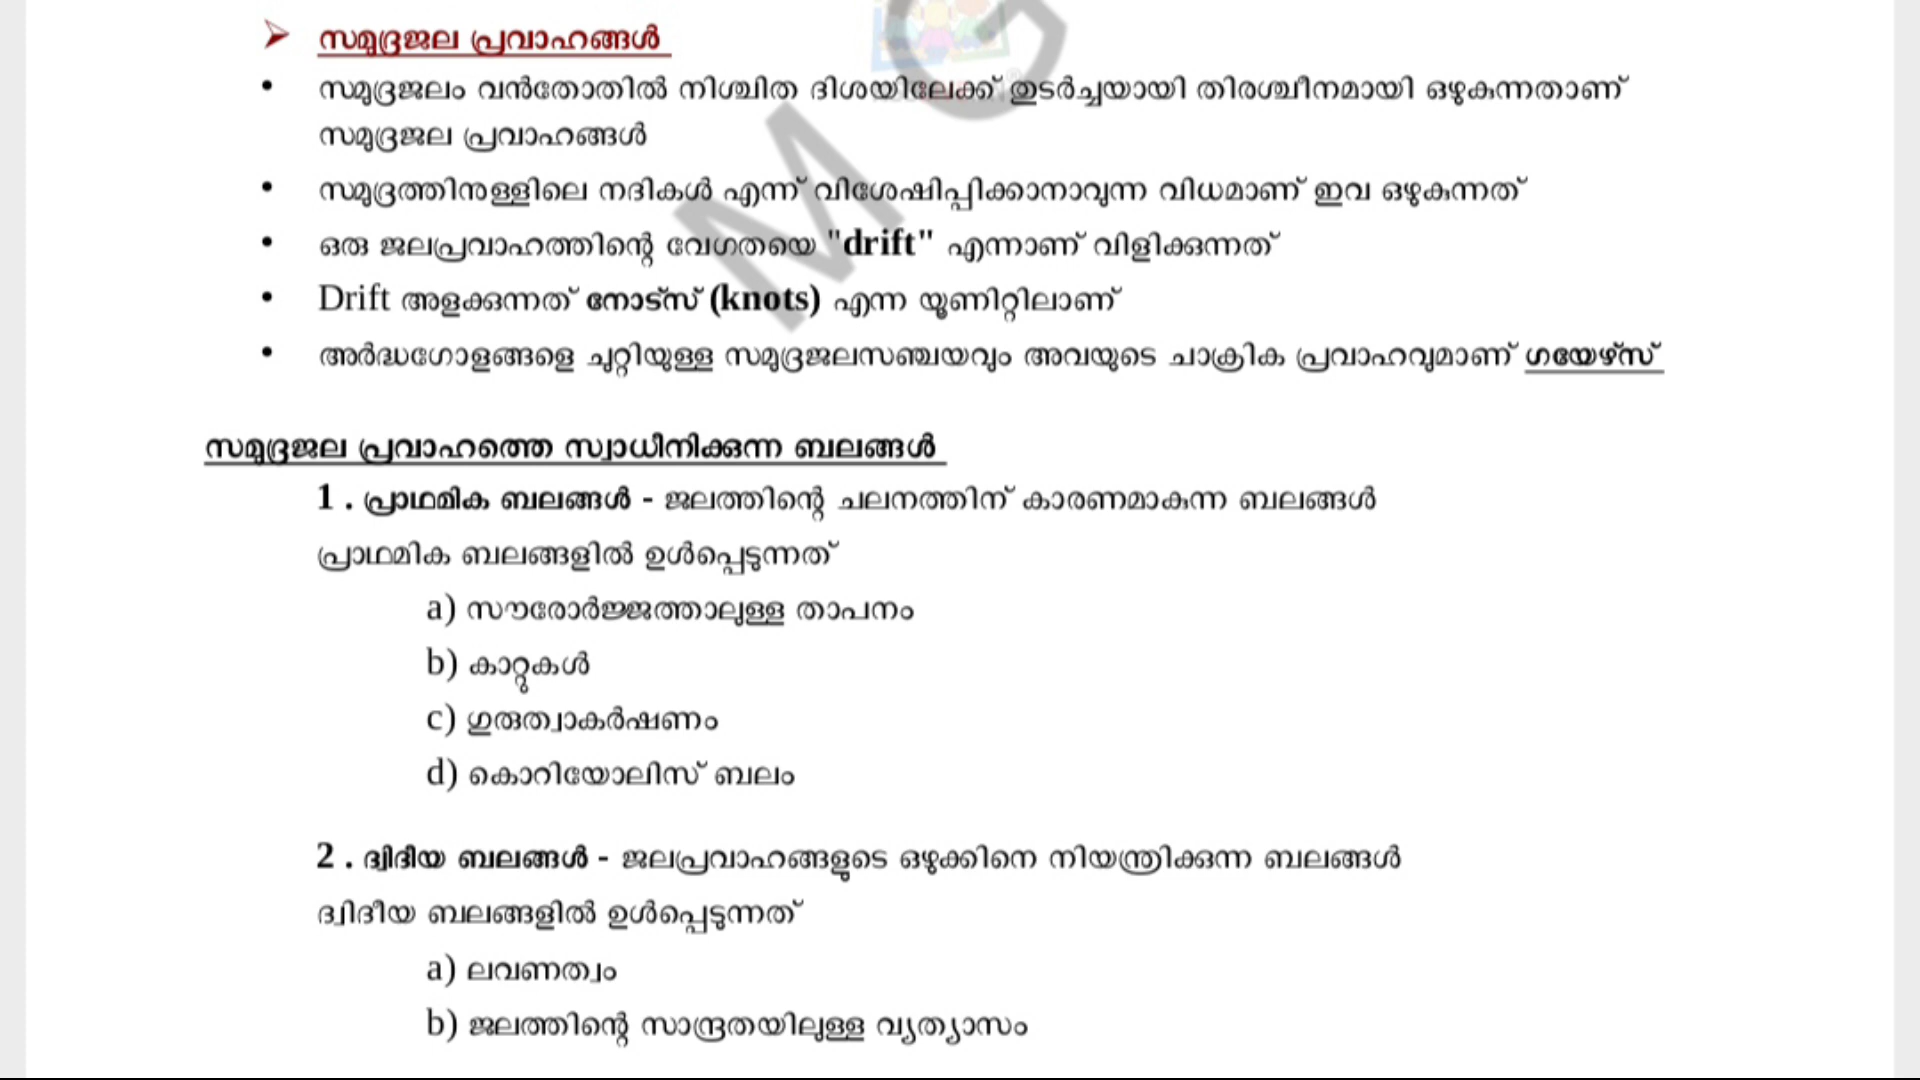 ➢ സമുദ്രജല പ്രവാഹങ്ങൾ
• സമുദ്രജലം വൻതോതിൽ നിശ്ചിത ദിശയിലേക്ക് തുടർച്ചയായി തിരശ്ചീനമായി ഒഴുകുന്നതാണ്
സമുദ്രജല പ്രവാഹങ്ങൾ
• സമുദ്രത്തിനുള്ളിലെ നദികൾ എന്ന് വിശേഷിപ്പിക്കാനാവുന്ന വിധമാണ് ഇവ ഒഴുകുന്നത്
• ഒരു ജലപ്രവാഹത്തിന്റെ വേഗതയെ "drift" എന്നാണ് വിളിക്കുന്നത്
• Drift അളക്കുന്നത് നോട്സ് (knots) എന്ന യൂണിറ്റിലാണ്
• അർദ്ധഗോളങ്ങളെ ചുറ്റിയുള്ള സമുദ്രജലസഞ്ചയവും അവയുടെ ചാക്രിക പ്രവാഹവുമാണ് ഗയേഴ്സ്
സമുദ്രജല പ്രവാഹത്തെ സ്വാധീനിക്കുന്ന ബലങ്ങൾ
1 . പ്രാഥമിക ബലങ്ങൾ - ജലത്തിന്റെ ചലനത്തിന് കാരണമാകുന്ന ബലങ്ങൾ
പ്രാഥമിക ബലങ്ങളിൽ ഉൾപ്പെടുന്നത്
a) സൗരോർജ്ജത്താലുള്ള താപനം
b) കാറ്റുകൾ
c) ഗുരുത്വാകർഷണം
d) കൊറിയോലിസ് ബലം
2 . ദ്വിദീയ ബലങ്ങൾ - ജലപ്രവാഹങ്ങളുടെ ഒഴുക്കിനെ നിയന്ത്രിക്കുന്ന ബലങ്ങൾ
ദ്വിദീയ ബലങ്ങളിൽ ഉൾപ്പെടുന്നത്
a) ലവണത്വം
b) ജലത്തിന്റെ സാന്ദ്രതയിലുള്ള വ്യത്യാസം